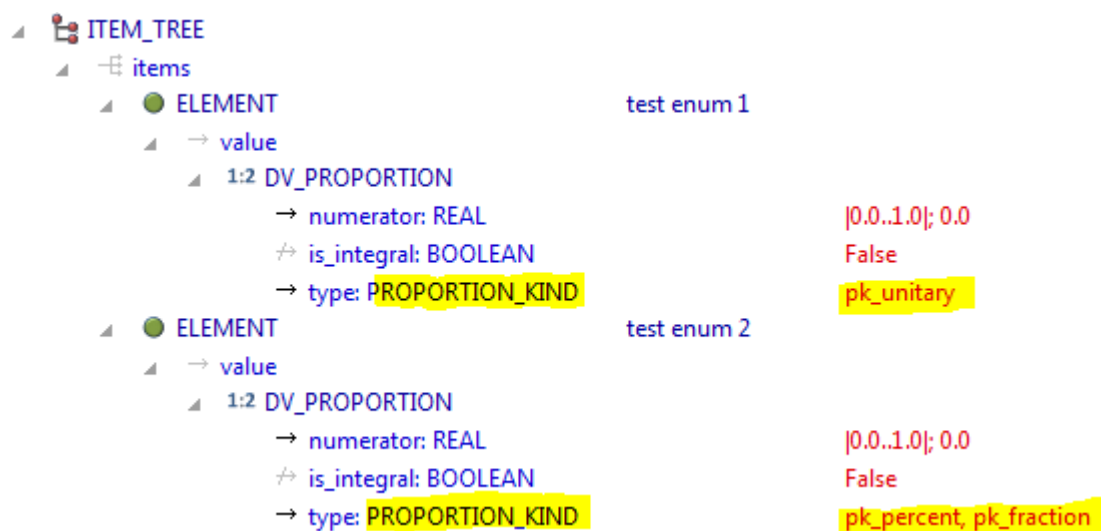 ITEM_TREE
items
ELEMENT test enum 1
value
1:2 DV_PROPORTION
numerator: REAL |0.0..1.0|; 0.0
is_integral: BOOLEAN False
type: PROPORTION_KIND pk_unitary
ELEMENT test enum 2
value
1:2 DV_PROPORTION
numerator: REAL |0.0..1.0|; 0.0
is_integral: BOOLEAN False
type: PROPORTION_KIND pk_percent, pk_fraction